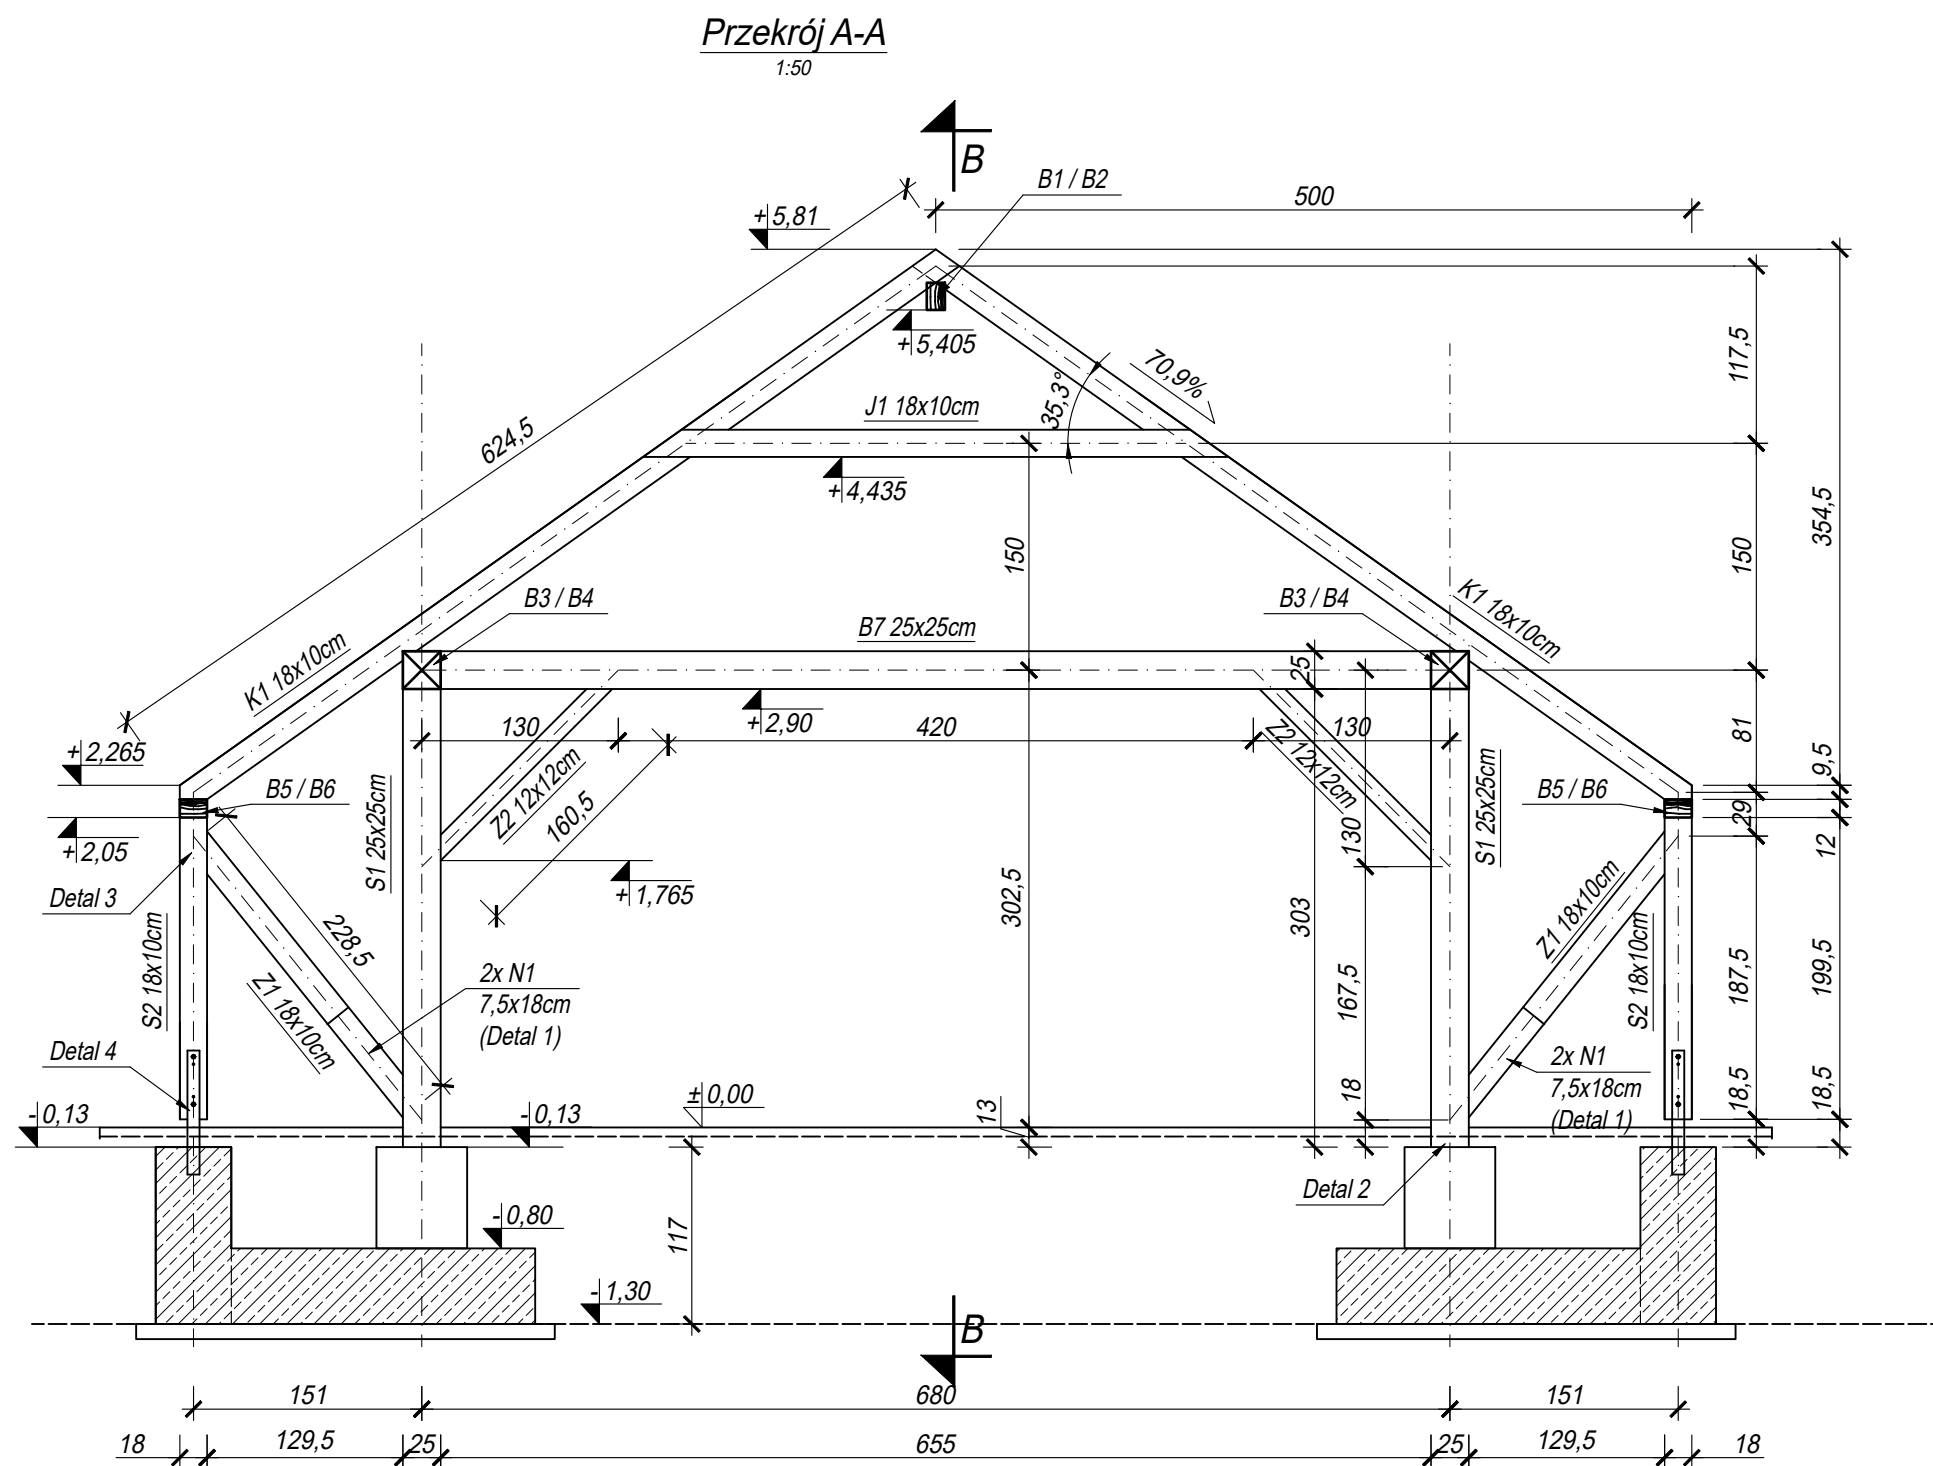 Przekrój A-A
1:50
B
B1 / B2
500
+ 5,81
+ 5,405
117,5
70,9%
35,3°
J1 18x10cm
624,5
+ 4,435
354,5
150
150
B3 / B4
B3 / B4
K1 18x10cm
K1 18x10cm
B7 25x25cm
25
+ 2,90
130
420
130
81
9,5
+ 2,265
B5 / B6
B5 / B6
Z2 12x12cm
Z2 12x12cm
160,5
S1 25x25cm
S1 25x25cm
130
29
12
+ 2,05
+ 1,765
Detal 3
302,5
303
228,5
S2 18x10cm
S2 18x10cm
Z1 18x10cm
Z1 18x10cm
2x N1
7,5x18cm
(Detal 1)
167,5
187,5
199,5
Detal 4
2x N1
7,5x18cm
(Detal 1)
18
18,5
18,5
- 0,13
- 0,13
± 0,00
13
Detal 2
- 0,80
117
- 1,30
B
151
680
151
18
129,5
25
655
25
129,5
18